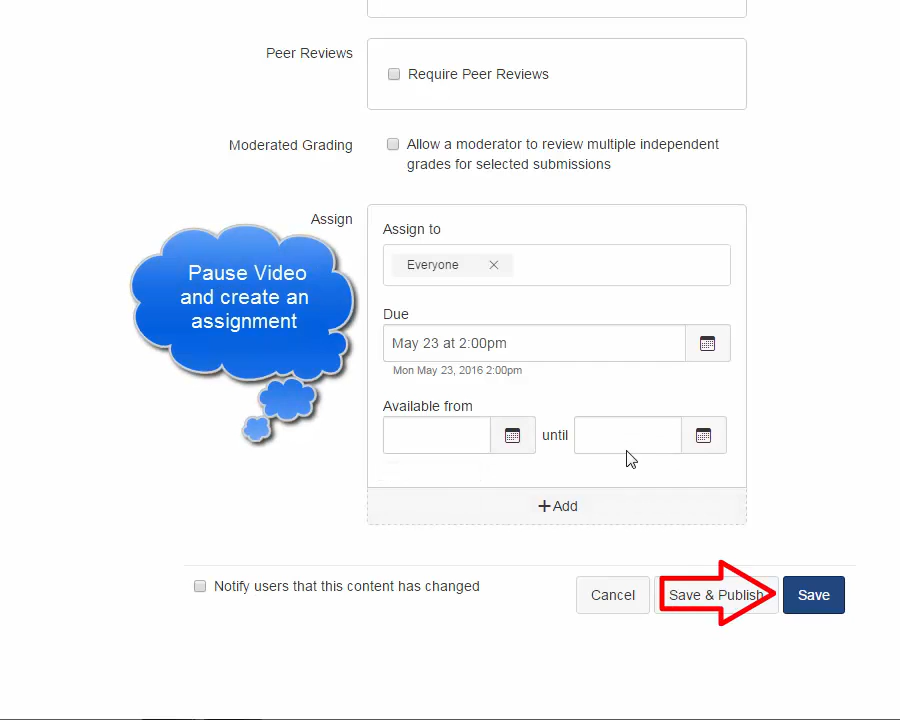 Peer Reviews
Require Peer Reviews
Moderated Grading
Allow a moderator to review multiple independent
grades for selected submissions
Assign
Assign to
Everyone
Pause Video
and create an
assignment
Due
May 23 at 2:00pm
Mon May 23, 2016 2:00pm
Available from
until
+Add
Notify users that this content has changed
Cancel
Save & Publish
Save